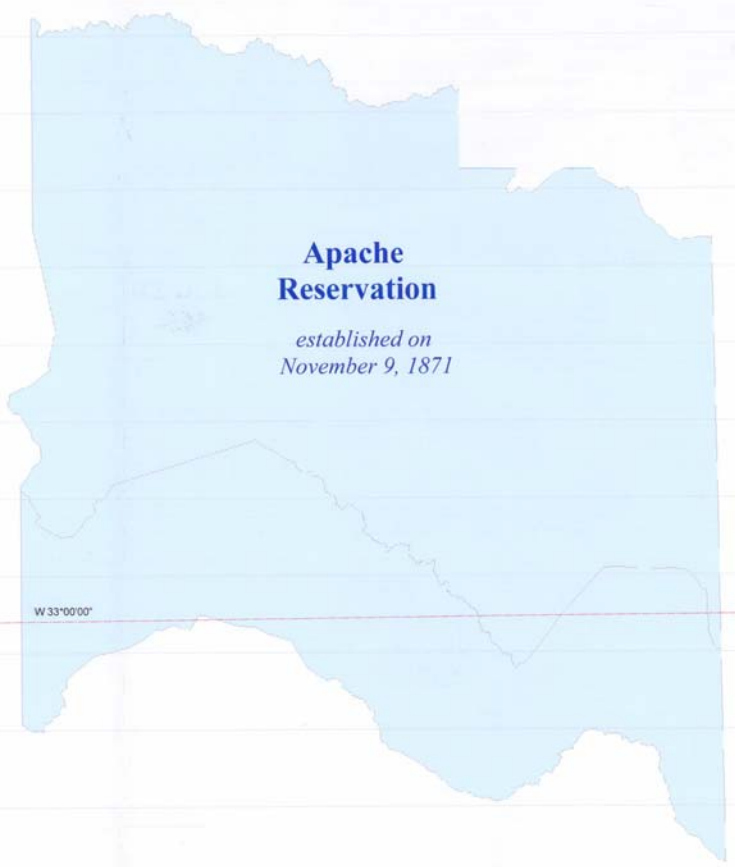 Apache
Reservation
established on
November 9, 1871
W 33°00'00"